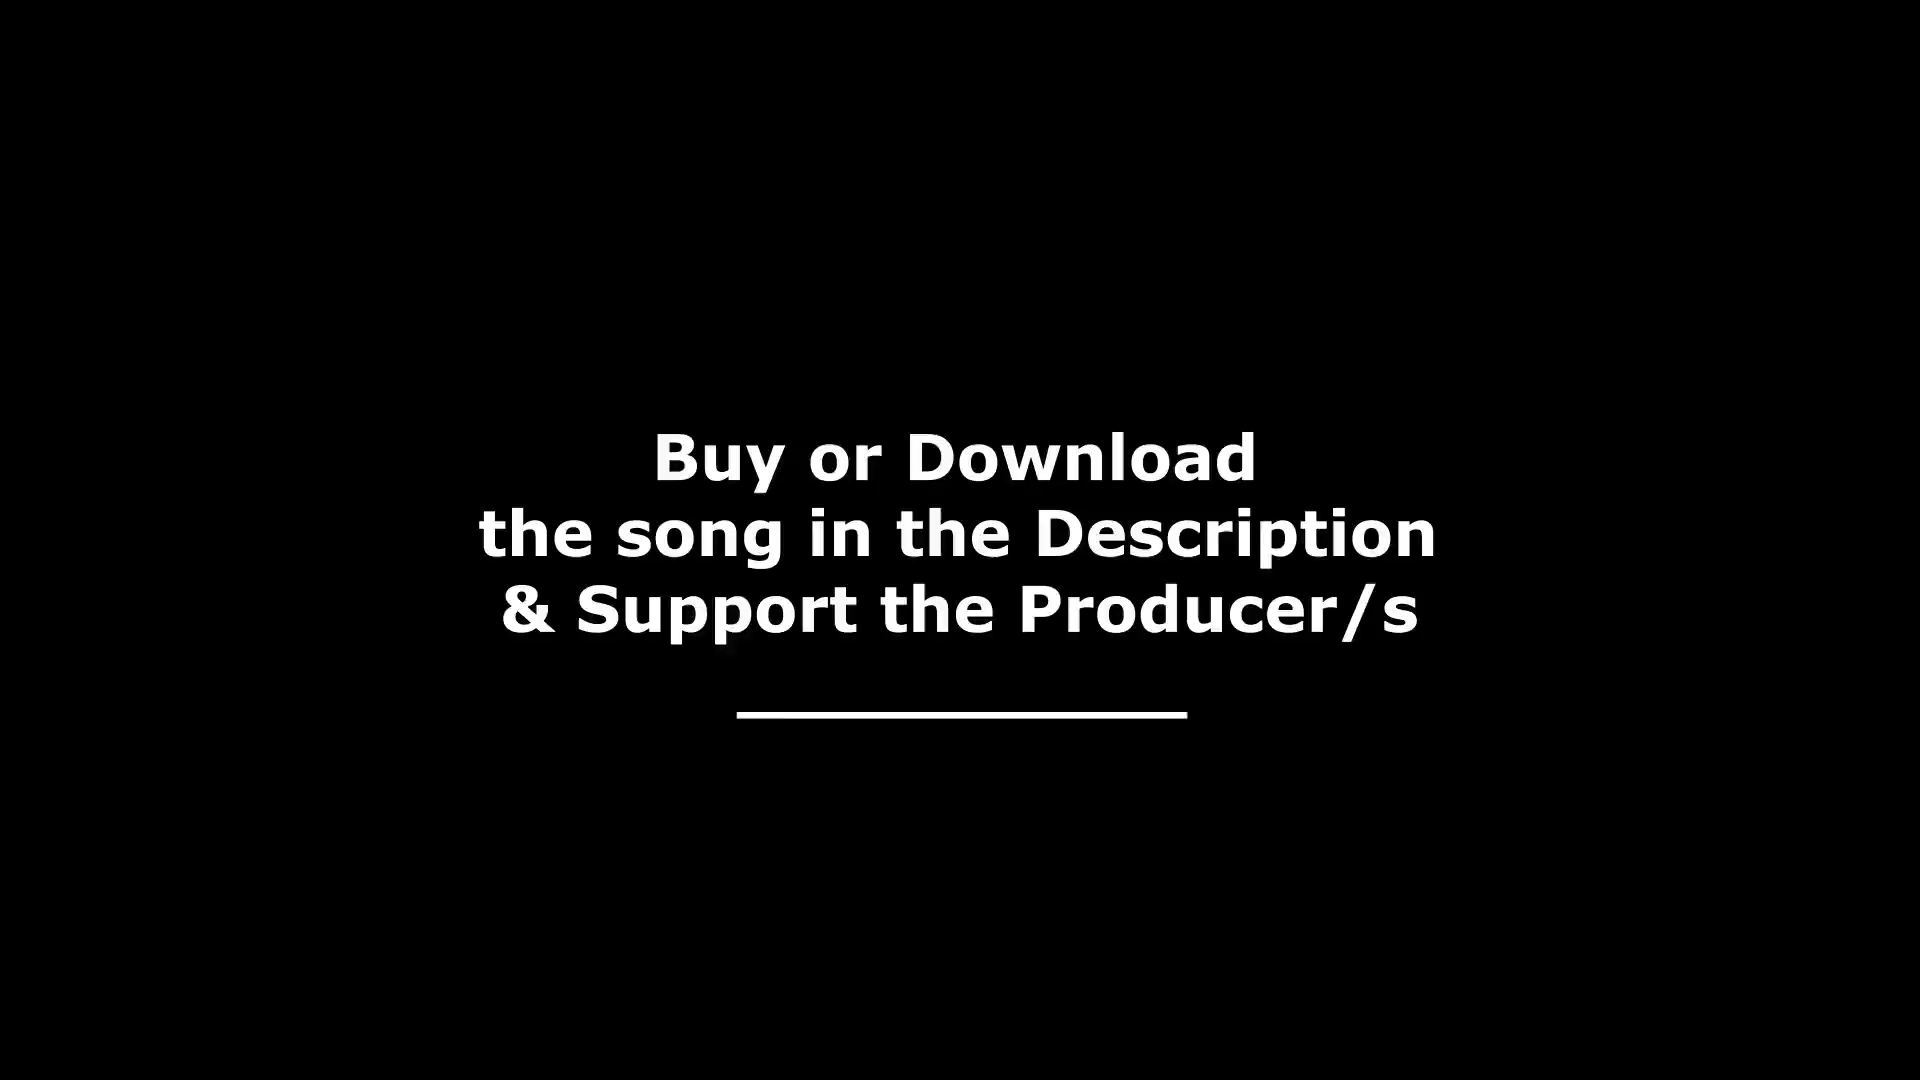 Buy or Download
the song in the Description
& Support the Producer/s